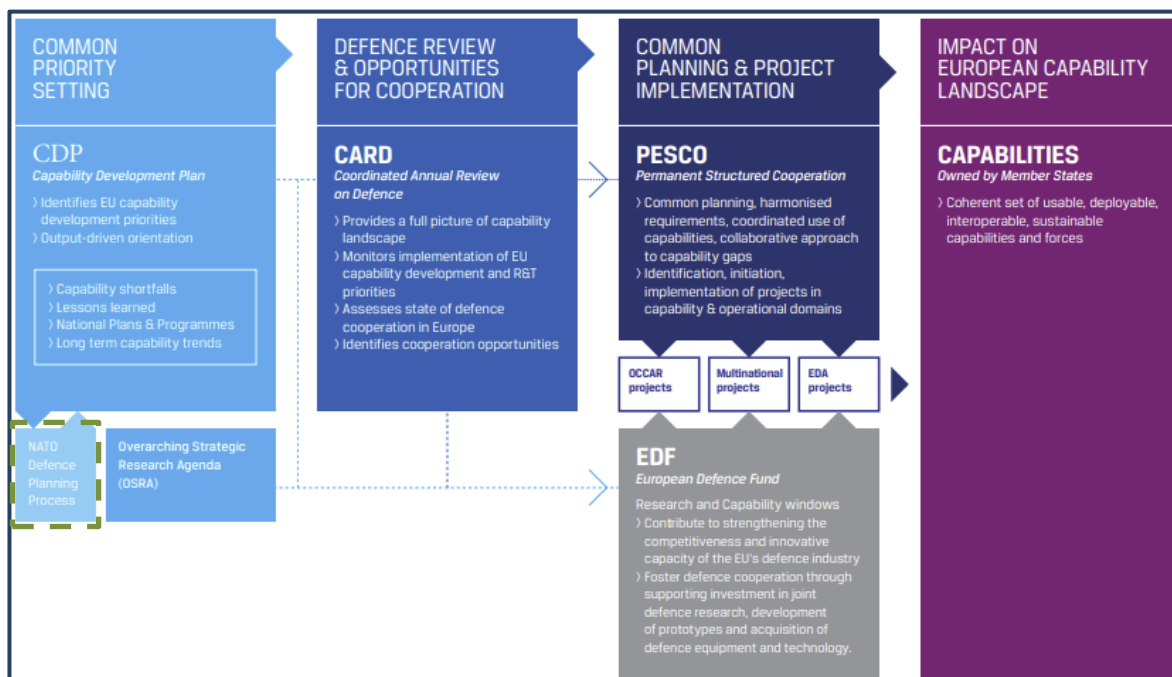 COMMON
PRIORITY
SETTING
CDP
Capability Development Plan
› Identifies EU capability
development priorities
› Output-driven orientation
› Capability shortfalls
› Lessons learned
› National Plans & Programmes
› Long term capability trends
NATO
Defence
Planning
Process
Overarching Strategic
Research Agenda
(OSRA)
DEFENCE REVIEW
& OPPORTUNITIES
FOR COOPERATION
CARD
Coordinated Annual Review
on Defence
› Provides a full picture of capability
landscape
› Monitors implementation of EU
capability development and R&T
priorities
› Assesses state of defence
cooperation in Europe
› Identifies cooperation opportunities
COMMON
PLANNING & PROJECT
IMPLEMENTATION
PESCO
Permanent Structured Cooperation
› Common planning, harmonised
requirements, coordinated use of
capabilities, collaborative approach
to capability gaps
› Identification, initiation,
implementation of projects in
capability & operational domains
OCCAR
projects
Multinational
projects
EDA
projects
EDF
European Defence Fund
Research and Capability windows
› Contribute to strengthening the
competitiveness and innovative
capacity of the EU's defence industry
› Foster defence cooperation through
supporting investment in joint
defence research, development
of prototypes and acquisition of
defence equipment and technology.
IMPACT ON
EUROPEAN CAPABILITY
LANDSCAPE
CAPABILITIES
Owned by Member States
› Coherent set of usable, deployable,
interoperable, sustainable
capabilities and forces